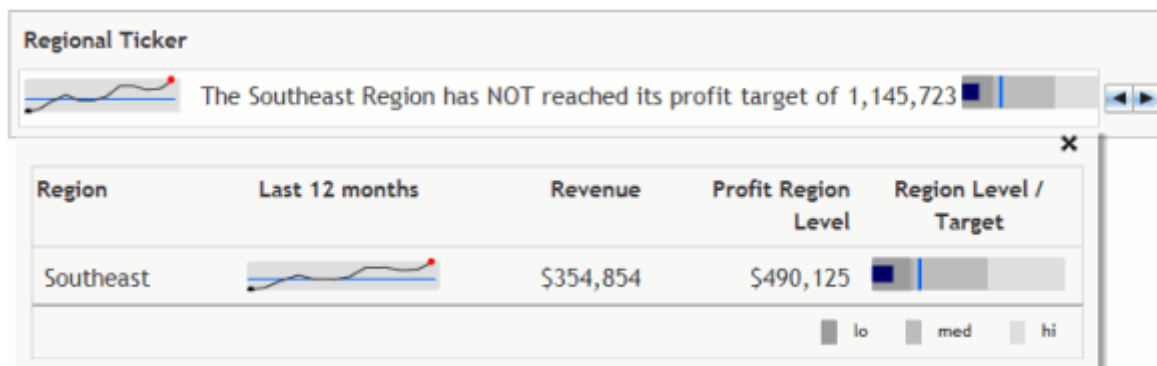 Regional Ticker
The Southeast Region has NOT reached its profit target of 1,145,723
Region Last 12 months Revenue Profit Region Level Region Level / Target
Southeast $354,854 $490,125
lo med hi